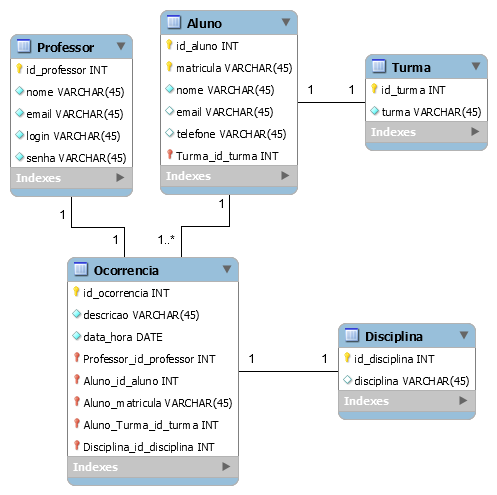 Professor
id_professor INT
nome VARCHAR(45)
email VARCHAR(45)
login VARCHAR(45)
senha VARCHAR(45)
Indexes
Aluno
id_aluno INT
matricula VARCHAR(45)
nome VARCHAR(45)
email VARCHAR(45)
telefone VARCHAR(45)
Turma_id_turma INT
Indexes
Turma
id_turma INT
turma VARCHAR(45)
Indexes
1
1
1
1
1
1..*
Ocorrencia
id_ocorrencia INT
descricao VARCHAR(45)
data_hora DATE
Professor_id_professor INT
Aluno_id_aluno INT
Aluno_matricula VARCHAR(45)
Aluno_Turma_id_turma INT
Disciplina_id_disciplina INT
Indexes
1
1
Disciplina
id_disciplina INT
disciplina VARCHAR(45)
Indexes